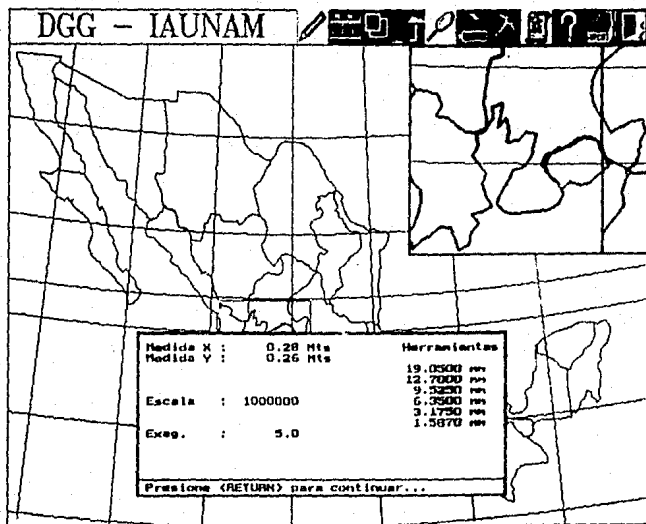 DGG - IAUNAM
Medida X : 0.28 Mts
Medida Y : 0.26 Mts
Herramientas
19.0500 mm
12.7000 mm
9.5250 mm
6.3500 mm
3.1750 mm
1.5870 mm
Escala : 1000000
Exag. : 5.0
Presione <RETURN> para continuar...